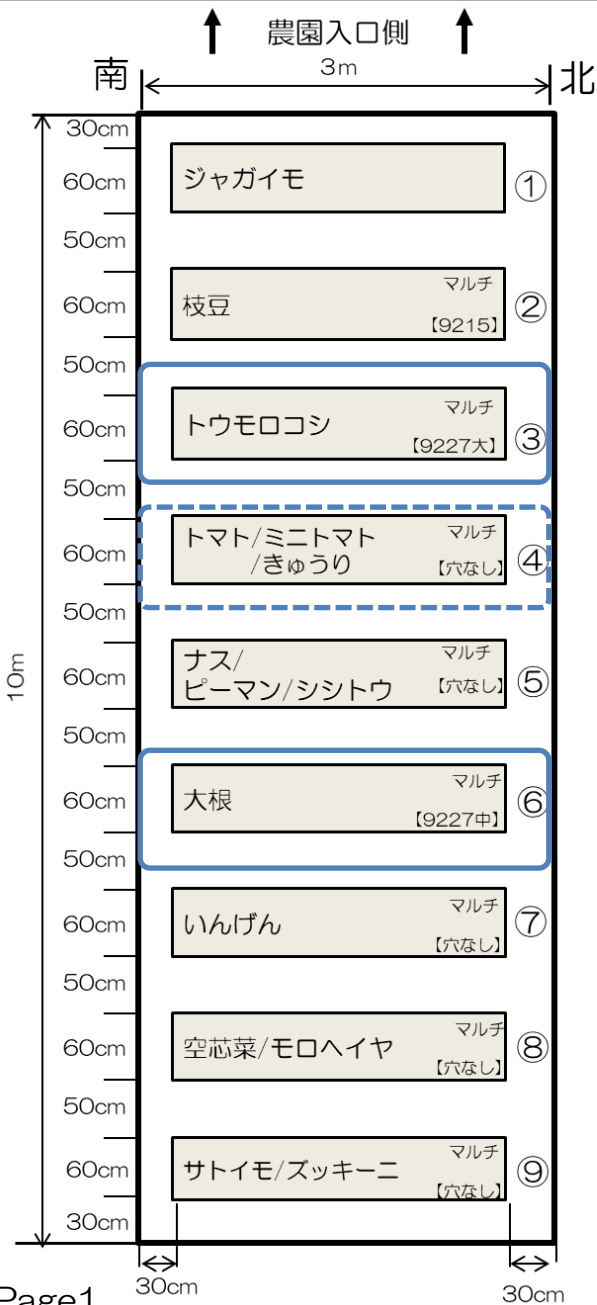 農園入口側
南
3m
北
30cm
60cm
ジャガイモ
①
50cm
60cm
枝豆
マルチ
【9215】
②
50cm
60cm
トウモロコシ
マルチ
【9227大】
③
50cm
60cm
トマト/ミニトマト
/きゅうり
マルチ
【穴なし】
④
50cm
10m
60cm
ナス/
ピーマン/シシトウ
マルチ
【穴なし】
⑤
50cm
60cm
大根
マルチ
【9227中】
⑥
50cm
60cm
いんげん
マルチ
【穴なし】
⑦
50cm
60cm
空芯菜/モロヘイヤ
マルチ
【穴なし】
⑧
50cm
60cm
サトイモ/ズッキーニ
マルチ
【穴なし】
⑨
30cm
30cm
30cm
Page1